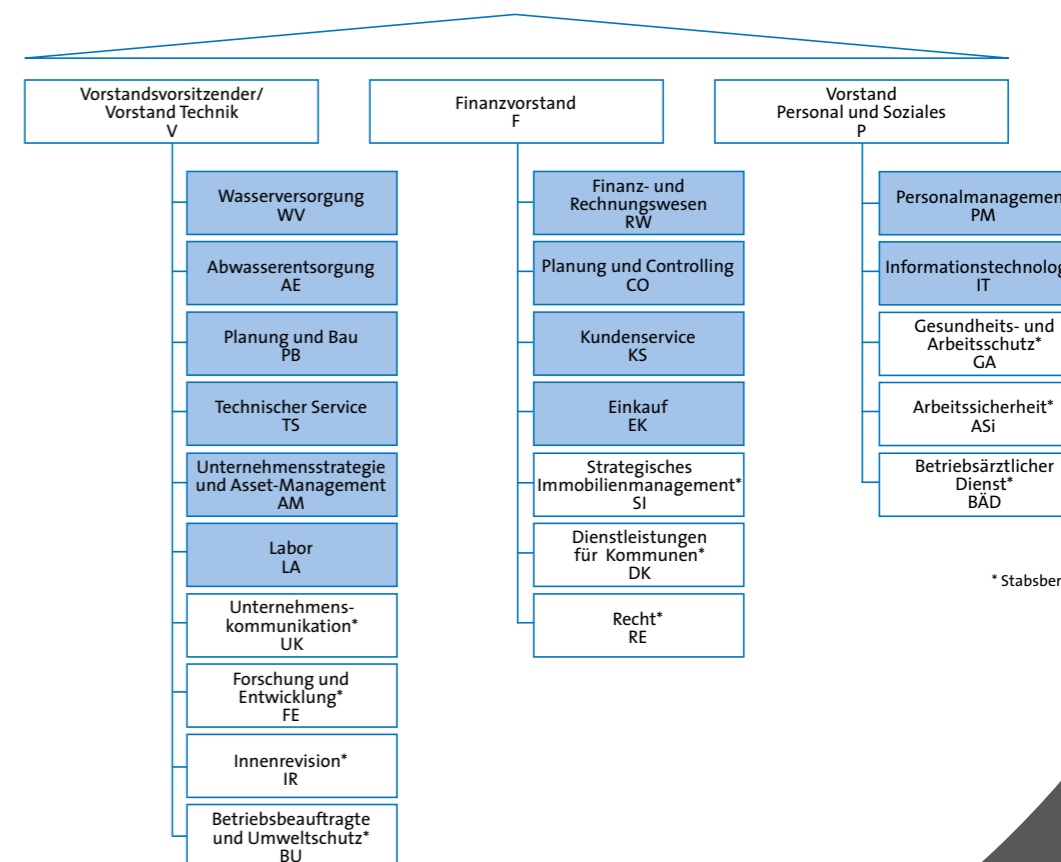 Vorstandsvorsitzender/
Vorstand Technik
V
Wasserversorgung
WV
Abwasserentsorgung
AE
Planung und Bau
PB
Technischer Service
TS
Unternehmensstrategie
und Asset-Management
AM
Labor
LA
Unternehmens-
kommunikation*
UK
Forschung und
Entwicklung*
FE
Innenrevision*
IR
Betriebsbeauftragte
und Umweltschutz*
BU
Finanzvorstand
F
Finanz- und
Rechnungswesen
RW
Planung und Controlling
CO
Kundenservice
KS
Einkauf
EK
Strategisches
Immobilienmanagement*
SI
Dienstleistungen
für Kommunen*
DK
Recht*
RE
Vorstand
Personal und Soziales
P
Personalmanagemen
PM
Informationstechnolog
IT
Gesundheits- und
Arbeitsschutz*
GA
Arbeitssicherheit*
ASi
Betriebsärztlicher
Dienst*
BÄD
* Stabsber